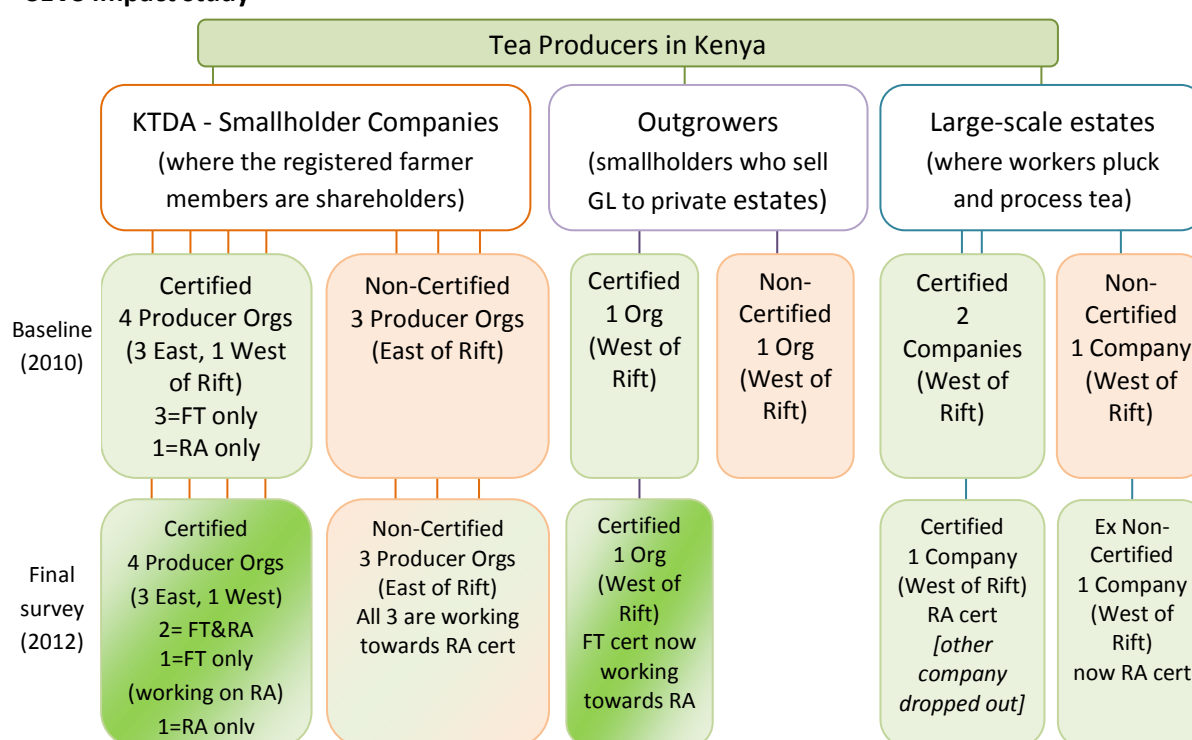 impact study
Tea Producers in Kenya
KTDA - Smallholder Companies
(where the registered farmer
members are shareholders)
Outgrowers
(smallholders who sell
GL to private estates)
Large-scale estates
(where workers pluck
and process tea)
Baseline
(2010)
Certified
4 Producer Orgs
(3 East, 1 West
of Rift)
3=FT only
1=RA only
Non-Certified
3 Producer Orgs
(East of Rift)
Certified
1 Org
(West of
Rift)
Non-
Certified
1 Org
(West of
Rift)
Certified
2
Companies
(West of
Rift)
Non-
Certified
1 Company
(West of
Rift)
Final
survey
(2012)
Certified
4 Producer Orgs
(3 East, 1 West)
2= FT&RA
1=FT only
(working on RA)
1=RA only
Non-Certified
3 Producer Orgs
(East of Rift)
All 3 are working
towards RA cert
Certified
1 Org
(West of
Rift)
FT cert now
working
towards RA
Certified
1 Company
(West of Rift)
RA cert
[other
company
dropped out]
Ex Non-
Certified
1 Company
(West of
Rift)
now RA cert